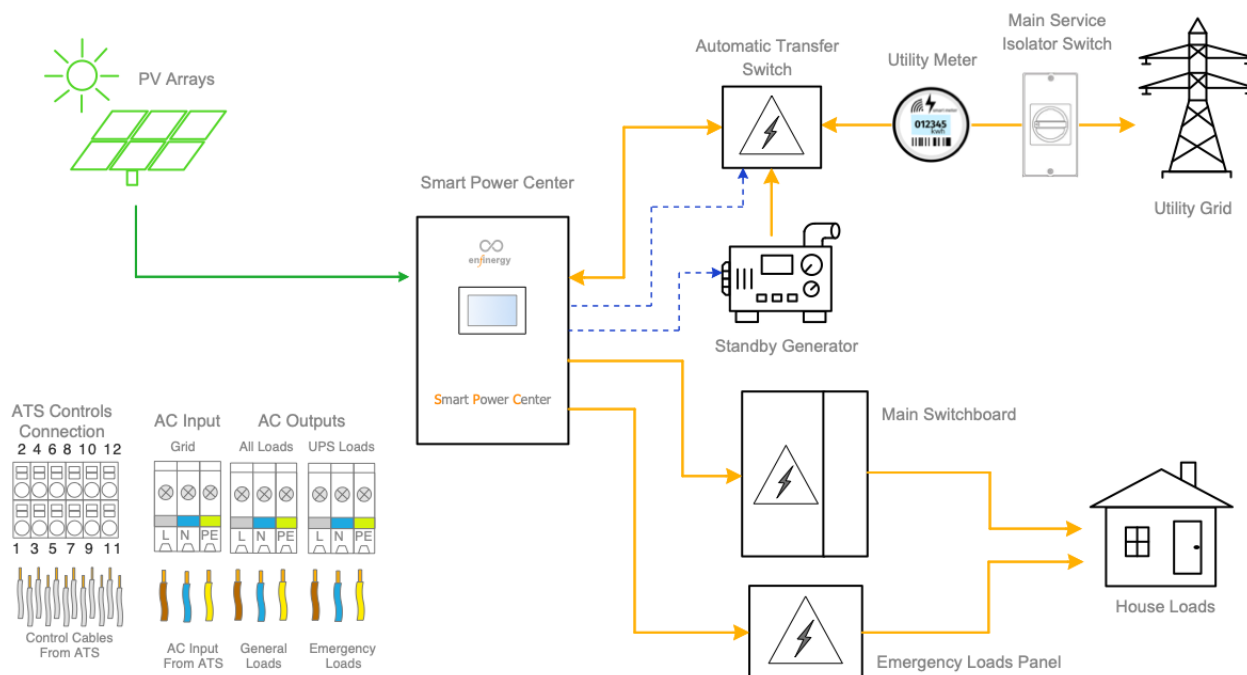 PV Arrays
Automatic Transfer
Switch
Utility Meter
Main Service
Isolator Switch
smart meter
012345
kwh
Utility Grid
Smart Power Center
enfinergy
Smart Power Center
Standby Generator
Main Switchboard
House Loads
Emergency Loads Panel
ATS Controls
Connection
2 4 6 8 10 12
1 3 5 7 9 11
Control Cables
From ATS
AC Input
Grid
L N PE
AC Input
From ATS
AC Outputs
All Loads
UPS Loads
L N PE
L N PE
General
Loads
Emergency
Loads